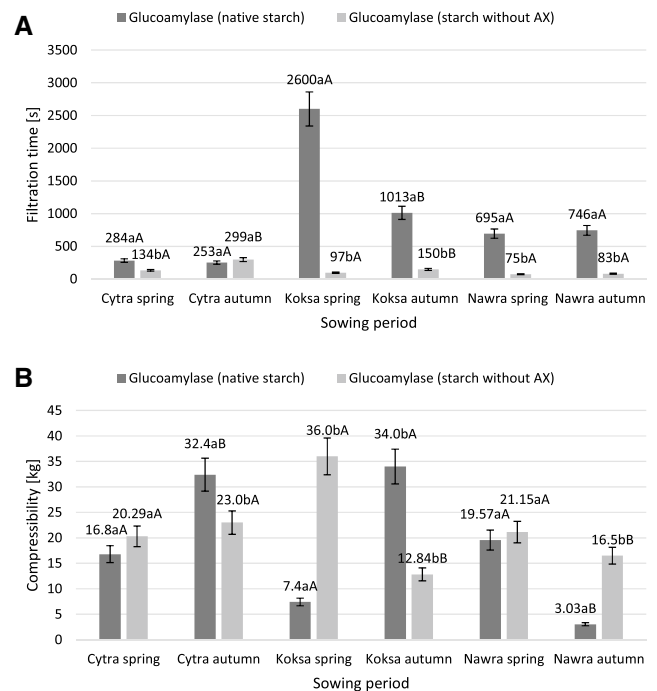 A
Glucoamylase (native starch) Glucoamylase (starch without AX)
Filtration time [s]
3500
3000
2500
2000
1500
1000
500
0
284aA 134bA 253aA 299aB 2600aA 97bA 1013aB 150bB 695aA 75bA 746aA 83bA
Cytra spring Cytra autumn Koksa spring Koksa autumn Nawra spring Nawra autumn
Sowing period
B
Glucoamylase (native starch) Glucoamylase (starch without AX)
Compressibility [kg]
45
40
35
30
25
20
15
10
5
0
16.8aA 20.29aA 32.4aB 23.0bA 7.4aA 36.0bA 34.0bA 12.84bB 19.57aA 21.15aA 3.03aB 16.5bB
Cytra spring Cytra autumn Koksa spring Koksa autumn Nawra spring Nawra autumn
Sowing period